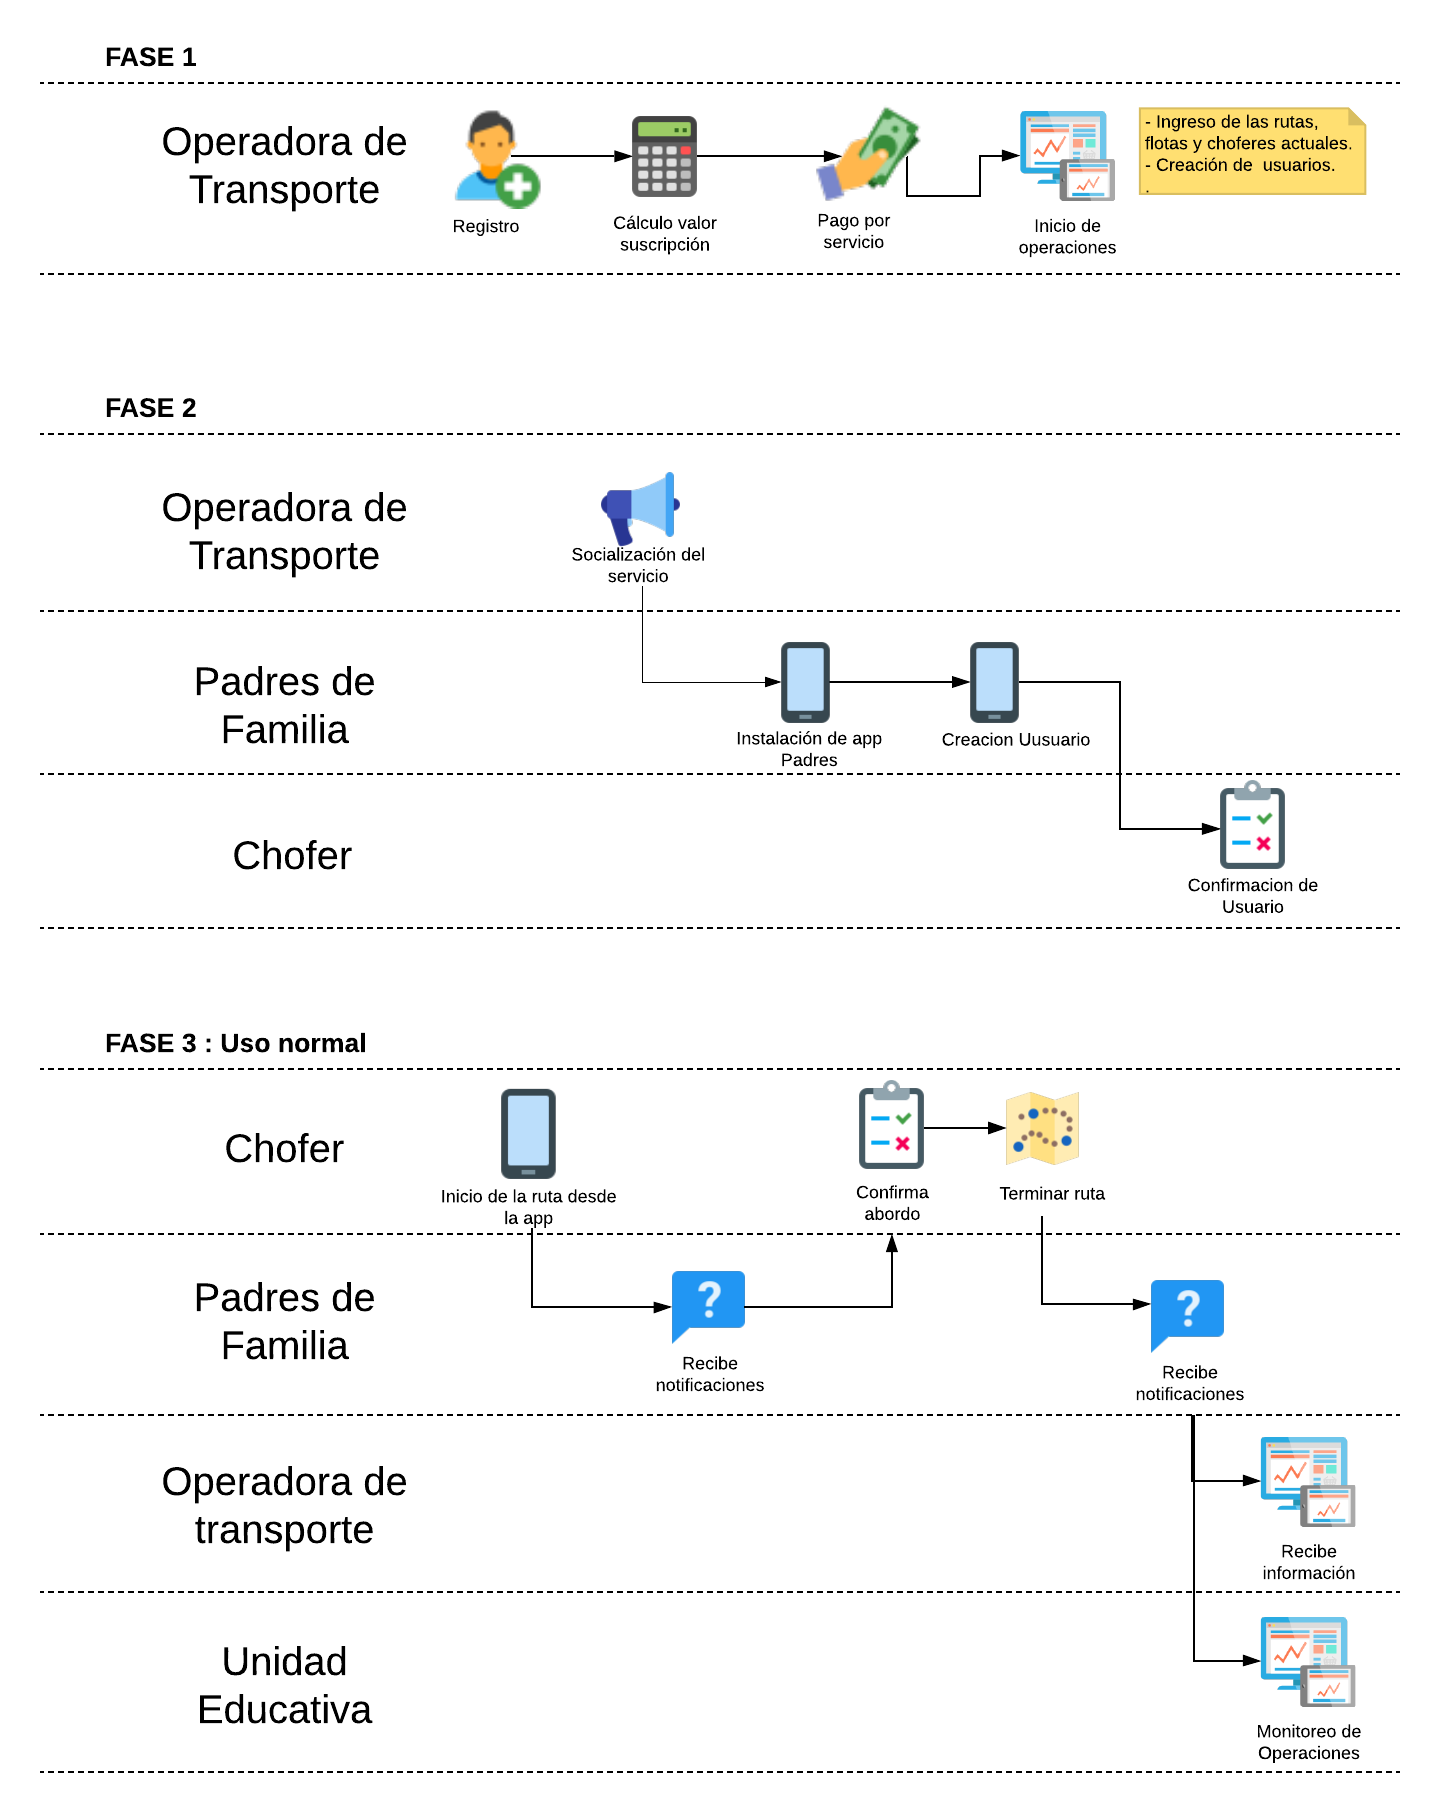 FASE 1
Operadora de
Transporte
Registro
Cálculo valor
suscripción
Pago por
servicio
Inicio de
operaciones
- Ingreso de las rutas,
flotas y choferes actuales.
- Creación de  usuarios.
.
FASE 2
Operadora de
Transporte
Socialización del
servicio
Padres de
Familia
Instalación de app
Padres
Creacion Uusuario
Chofer
Confirmacion de
Usuario
FASE 3 : Uso normal
Chofer
Inicio de la ruta desde
la app
Confirma
abordo
Terminar ruta
Padres de
Familia
Recibe
notificaciones
Recibe
notificaciones
Operadora de
transporte
Recibe
información
Unidad
Educativa
Monitoreo de
Operaciones